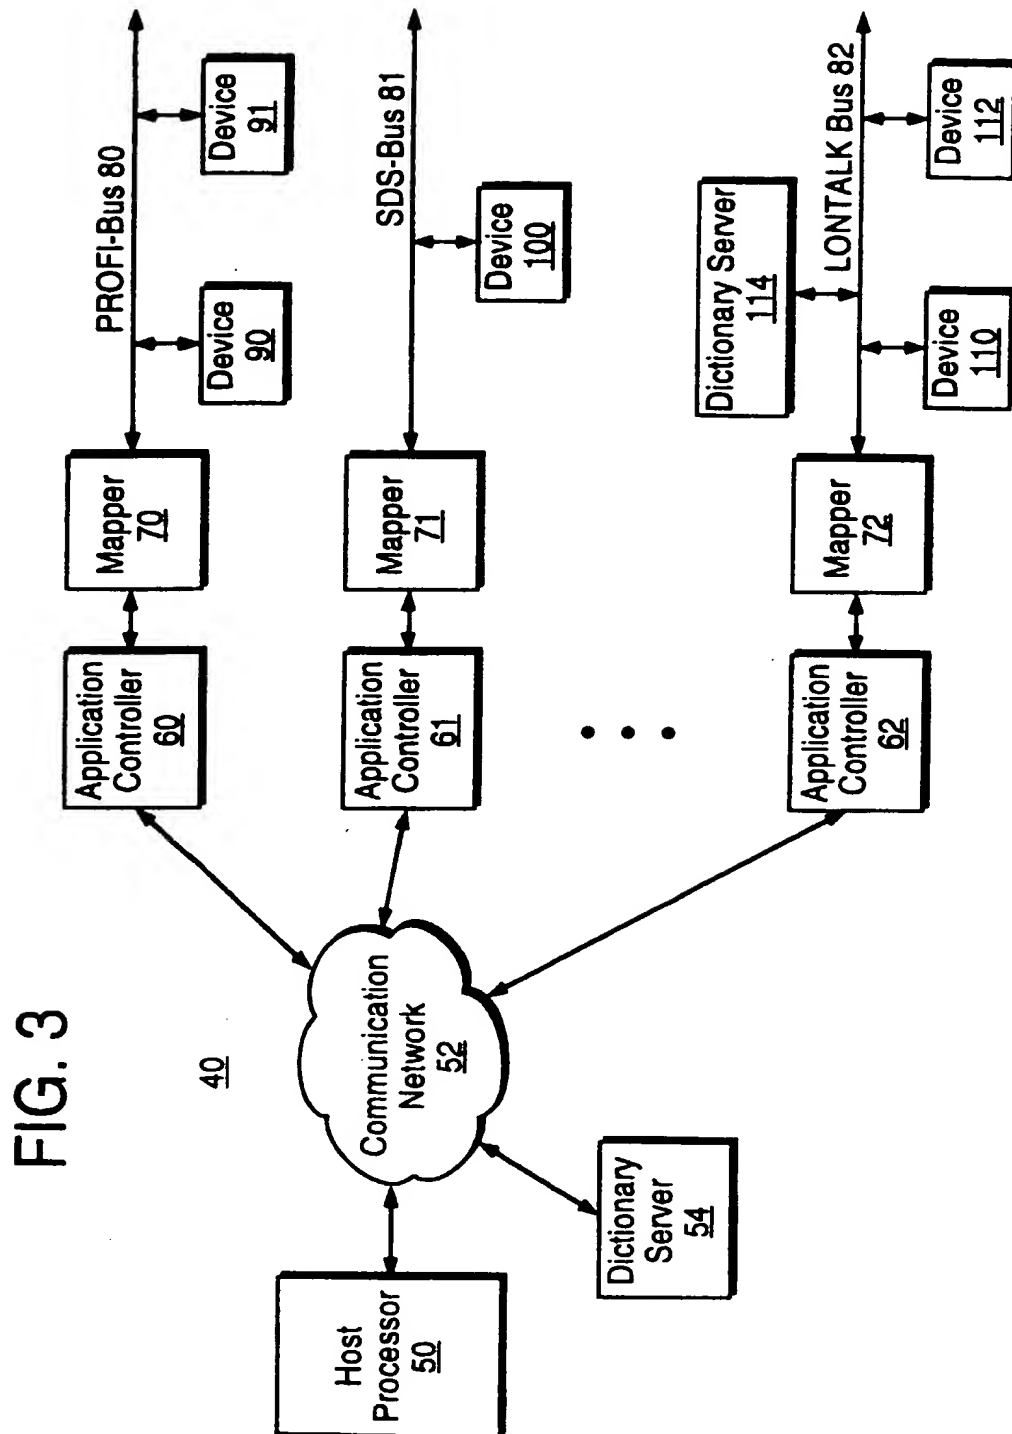 FIG. 3
40
Host
Processor
50
Communication
Network
52
Dictionary
Server
54
Application
Controller
60
Mapper
70
PROFI-Bus 80
Device
90
Device
91
Application
Controller
61
Mapper
71
SDS-Bus 81
Device
100
Application
Controller
62
Mapper
72
Dictionary Server
114
LONTALK Bus 82
Device
110
Device
112